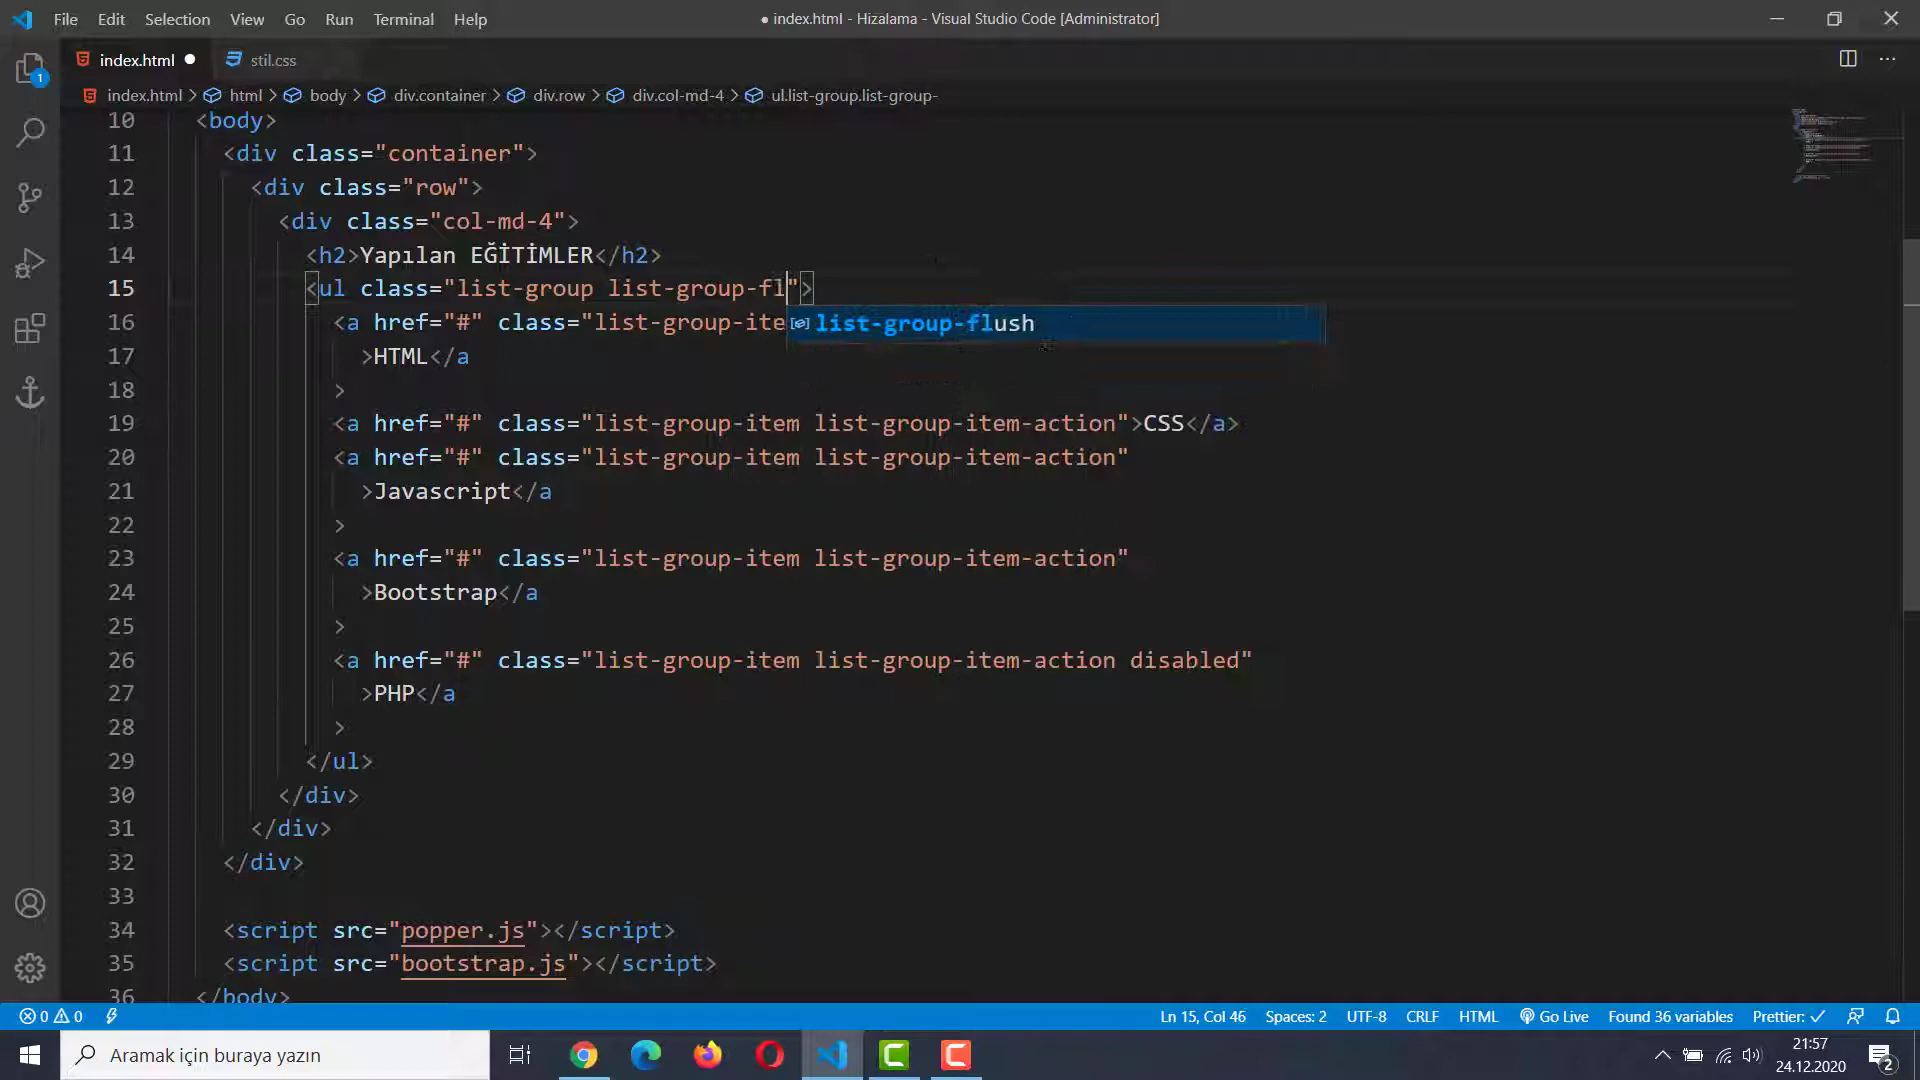 File Edit Selection View Go Run Terminal Help
● index.html - Hizalama - Visual Studio Code [Administrator]
index.html ●
stil.css
index.html > html > body > div.container > div.row > div.col-md-4 > ul.list-group.list-group-
1
10 <body>
11 <div class="container">
12 <div class="row">
13 <div class="col-md-4">
14 <h2>Yapılan EĞİTİMLER</h2>
15 <ul class="list-group list-group-fl">
list-group-flush
16 <a href="#" class="list-group-ite
17 >HTML</a
18 >
19 <a href="#" class="list-group-item list-group-item-action">CSS</a>
20 <a href="#" class="list-group-item list-group-item-action"
21 >Javascript</a
22 >
23 <a href="#" class="list-group-item list-group-item-action"
24 >Bootstrap</a
25 >
26 <a href="#" class="list-group-item list-group-item-action disabled"
27 >PHP</a
28 >
29 </ul>
30 </div>
31 </div>
32 </div>
33
34 <script src="popper.js"></script>
35 <script src="bootstrap.js"></script>
36 </body>
0 0
Ln 15, Col 46 Spaces: 2 UTF-8 CRLF HTML Go Live Found 36 variables Prettier: ✓
Aramak için buraya yazın
21:57
24.12.2020
2